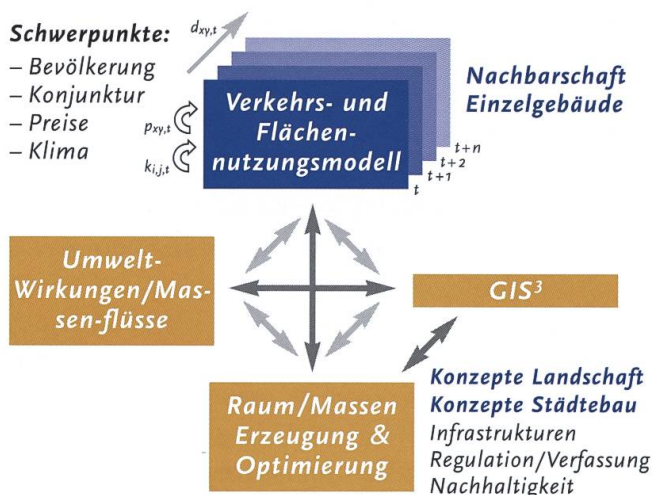 Schwerpunkte:
– Bevölkerung
– Konjunktur
– Preise
– Klima
dxy,t
pxy,t
ki,j,t
Verkehrs- und
Flächen-
nutzungsmodell
t
t+1
t+2
t+n
Nachbarschaft
Einzelgebäude
Umwelt-
Wirkungen/Mas-
sen-flüsse
GIS³
Raum/Massen
Erzeugung &
Optimierung
Konzepte Landschaft
Konzepte Städtebau
Infrastrukturen
Regulation/Verfassung
Nachhaltigkeit